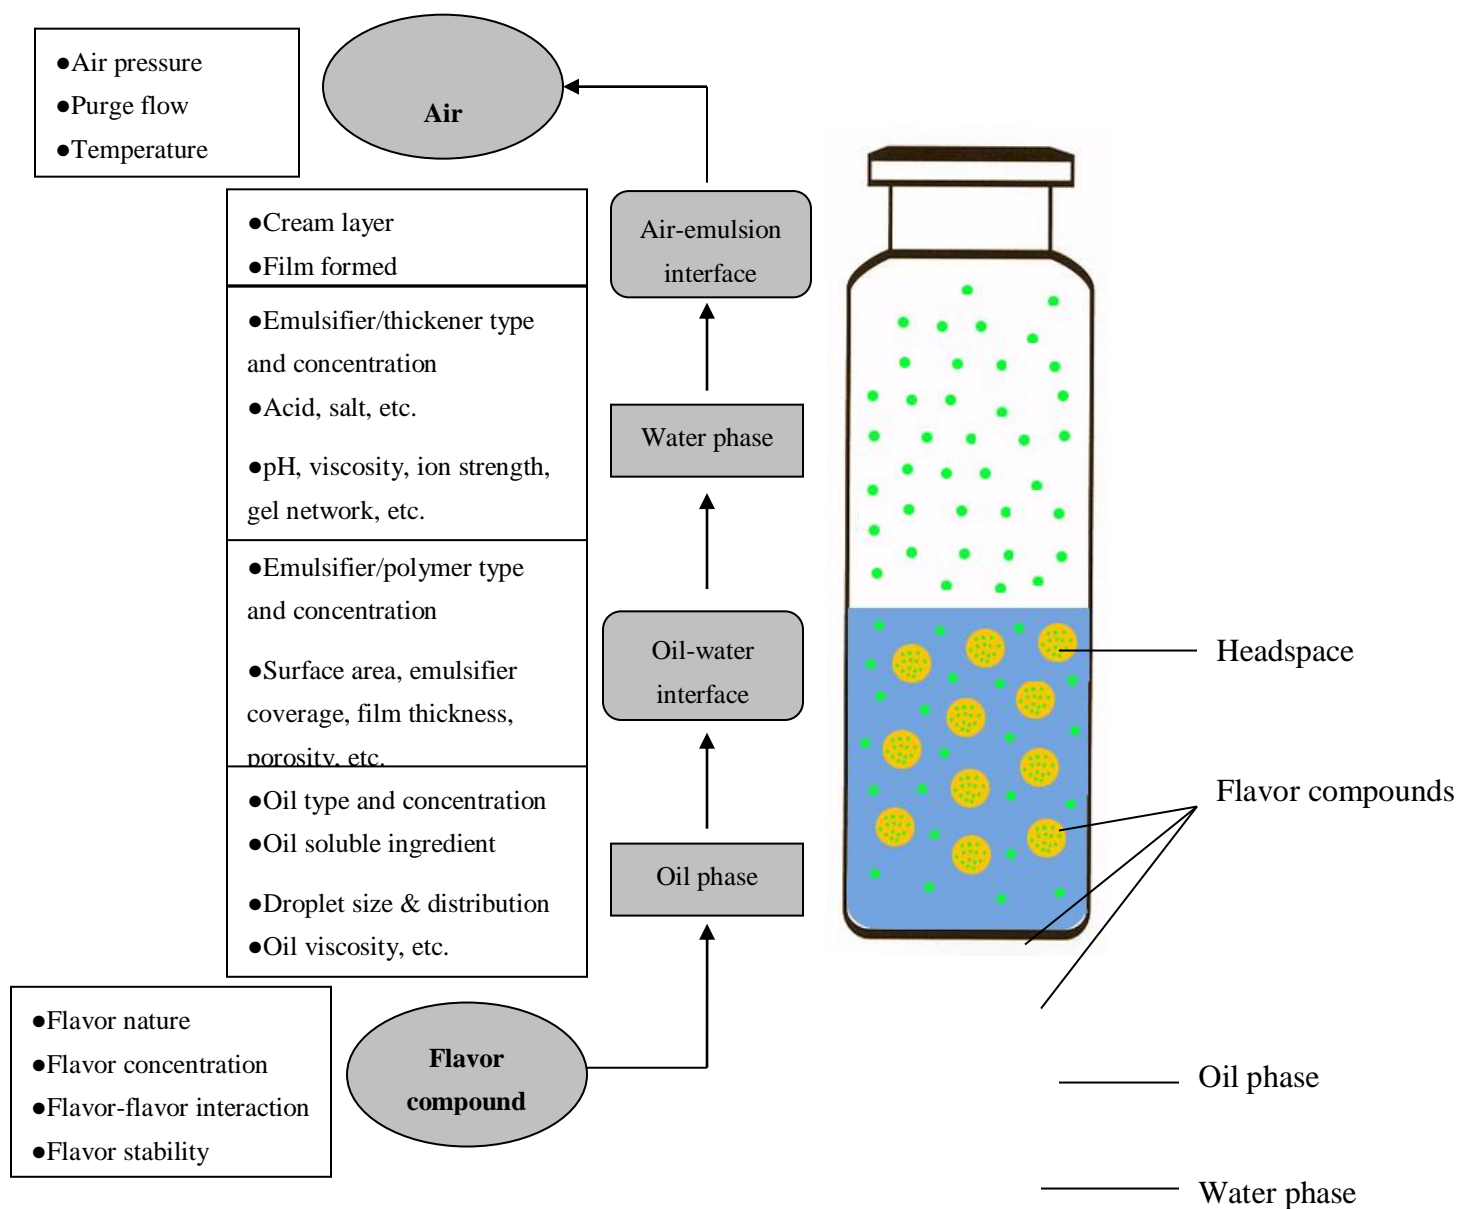 ●Air pressure
●Purge flow
●Temperature
Air
●Cream layer
●Film formed
Air-emulsion
interface
●Emulsifier/thickener type
and concentration
●Acid, salt, etc.
●pH, viscosity, ion strength,
gel network, etc.
Water phase
●Emulsifier/polymer type
and concentration
●Surface area, emulsifier
coverage, film thickness,
porosity, etc.
Oil-water
interface
●Oil type and concentration
●Oil soluble ingredient
●Droplet size & distribution
●Oil viscosity, etc.
Oil phase
●Flavor nature
●Flavor concentration
●Flavor-flavor interaction
●Flavor stability
Flavor
compound
Headspace
Flavor compounds
Oil phase
Water phase